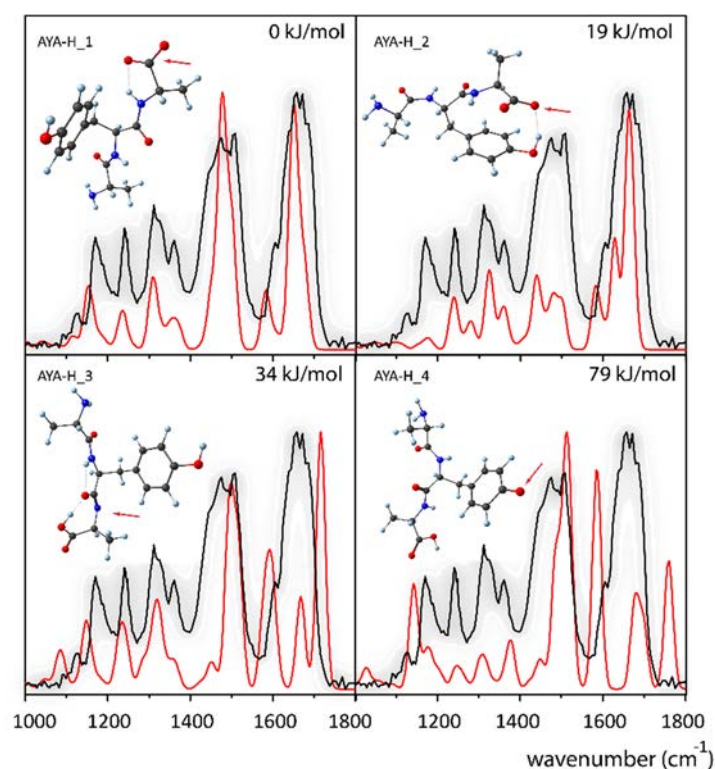 AYA-H_1
0 kJ/mol
AYA-H_2
19 kJ/mol
AYA-H_3
34 kJ/mol
AYA-H_4
79 kJ/mol
1000 1200 1400 1600 1800 1200 1400 1600 1800
wavenumber (cm⁻¹)